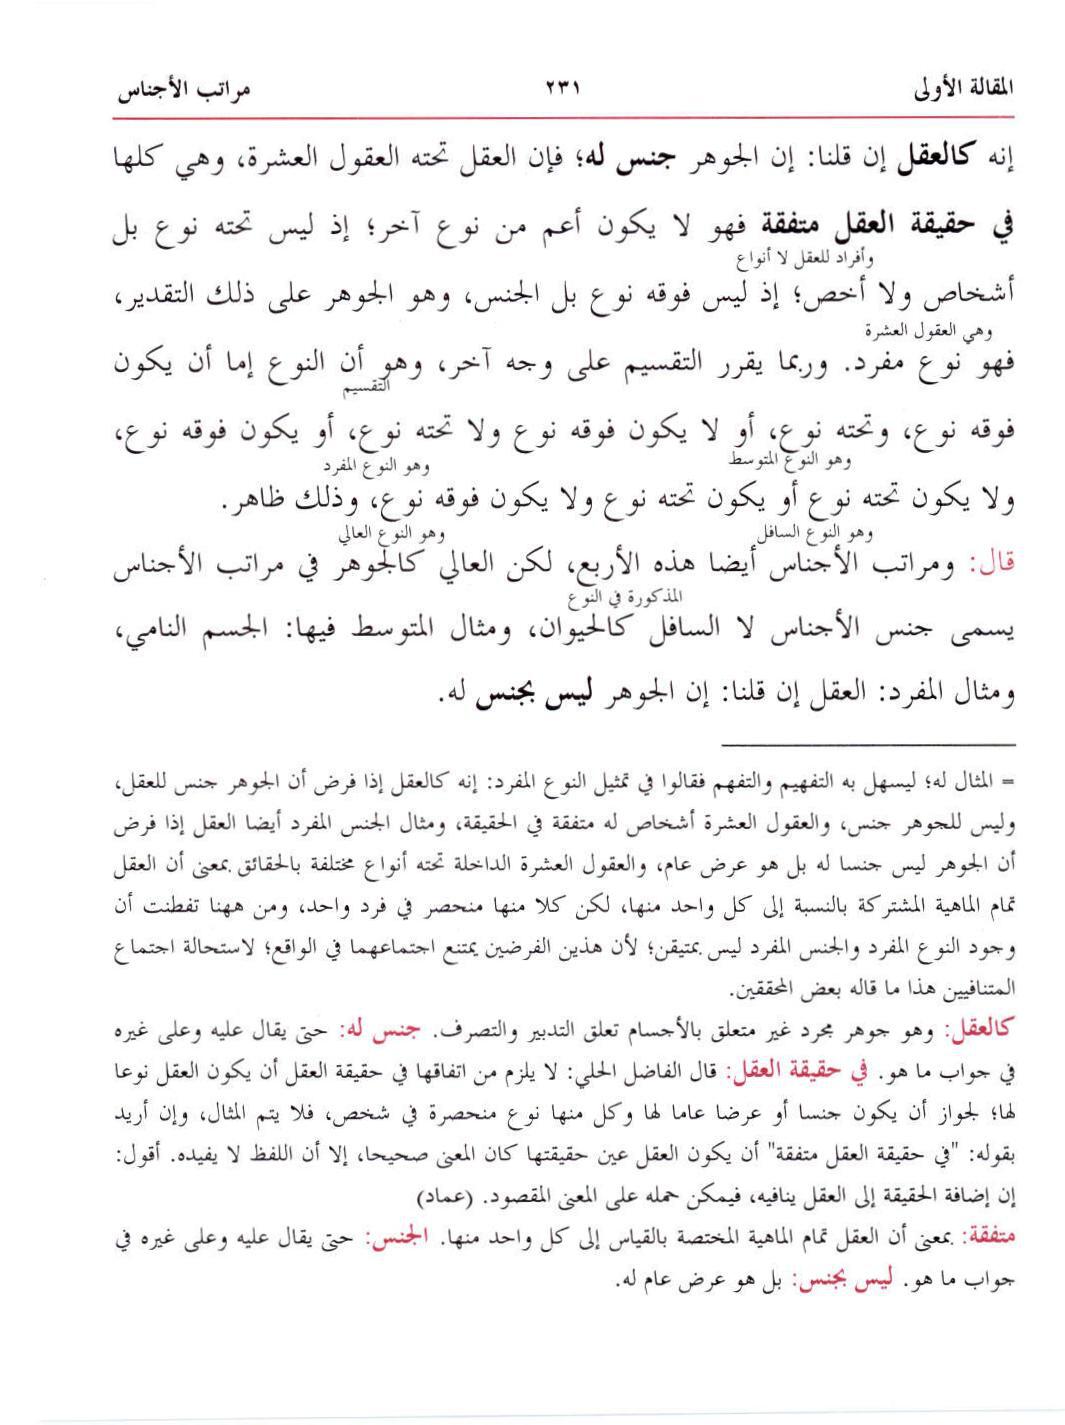 المقالة الأولى ٢٣١ مراتب الأجناس
إنه كالعقل إن قلنا: إن الجوهر جنس له؛ فإن العقل تحته العقول العشرة، وهي كلها
في حقيقة العقل متفقة فهو لا يكون أعم من نوع آخر؛ إذ ليس تحته نوع بل
وأفراد للعقل لا أنواع
أشخاص ولا أخص؛ إذ ليس فوقه نوع بل الجنس، وهو الجوهر على ذلك التقدير،
وهي العقول العشرة
فهو نوع مفرد. وربما يقرر التقسيم على وجه آخر، وهو أن النوع إما أن يكون
التقسيم
فوقه نوع، وتحته نوع، أو لا يكون فوقه نوع ولا تحته نوع، أو يكون فوقه نوع،
وهو النوع المتوسط وهو النوع المفرد
ولا يكون تحته نوع أو يكون تحته نوع ولا يكون فوقه نوع، وذلك ظاهر.
وهو النوع السافل وهو النوع العالي
قال: ومراتب الأجناس أيضا هذه الأربع، لكن العالي كالجوهر في مراتب الأجناس
المذكورة في النوع
يسمى جنس الأجناس لا السافل كالحيوان، ومثال المتوسط فيها: الجسم النامي،
ومثال المفرد: العقل إن قلنا: إن الجوهر ليس بجنس له.
= المثال له؛ ليسهل به التفهيم والتفهم فقالوا في تمثيل النوع المفرد: إنه كالعقل إذا فرض أن الجوهر جنس للعقل،
وليس للجوهر جنس، والعقول العشرة أشخاص له متفقة في الحقيقة، ومثال الجنس المفرد أيضا العقل إذا فرض
أن الجوهر ليس جنسا له بل هو عرض عام، والعقول العشرة الداخلة تحته أنواع مختلفة بالحقائق بمعنى أن العقل
تمام الماهية المشتركة بالنسبة إلى كل واحد منها، لكن كلا منها منحصر في فرد واحد، ومن ههنا تفطنت أن
وجود النوع المفرد والجنس المفرد ليس بمتيقن؛ لأن هذين الفرضين يمتنع اجتماعهما في الواقع؛ لاستحالة اجتماع
المتنافيين هذا ما قاله بعض المحققين.
كالعقل: وهو جوهر مجرد غير متعلق بالأجسام تعلق التدبير والتصرف. جنس له: حتى يقال عليه وعلى غيره
في جواب ما هو. في حقيقة العقل: قال الفاضل الحلي: لا يلزم من اتفاقها في حقيقة العقل أن يكون العقل نوعا
لها؛ لجواز أن يكون جنسا أو عرضا عاما لها وكل منها نوع منحصرة في شخص، فلا يتم المثال، وإن أريد
بقوله: "في حقيقة العقل متفقة" أن يكون العقل عين حقيقتها كان المعنى صحيحا، إلا أن اللفظ لا يفيده. أقول:
إن إضافة الحقيقة إلى العقل ينافيه، فيمكن حمله على المعنى المقصود. (عماد)
متفقة: بمعنى أن العقل تمام الماهية المختصة بالقياس إلى كل واحد منها. الجنس: حتى يقال عليه وعلى غيره في
جواب ما هو. ليس بجنس: بل هو عرض عام له.